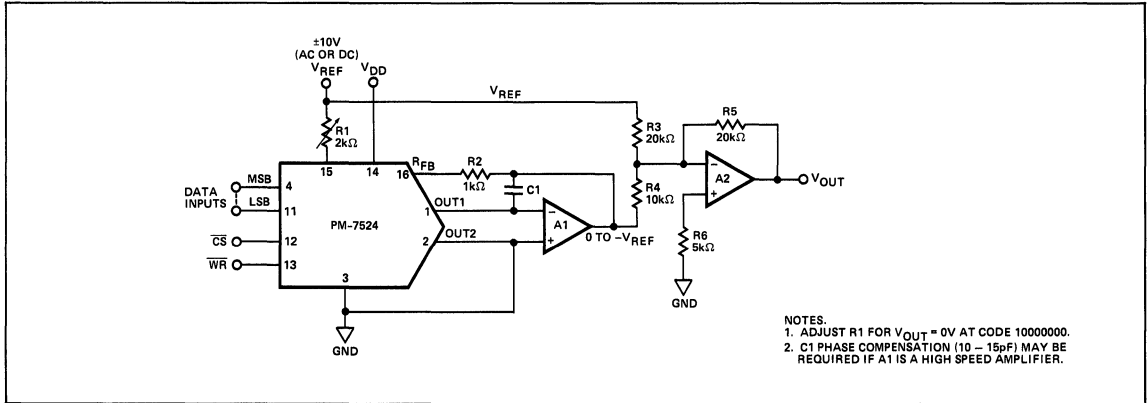 ±10V
(AC OR DC)
VREF
VDD
VREF
R1
2kΩ
R3
20kΩ
R5
20kΩ
15
14
16
RFB
R2
1kΩ
C1
DATA
INPUTS
MSB
LSB
4
11
PM-7524
1
OUT1
2
OUT2
−
+
A1
0 TO −VREF
R4
10kΩ
−
+
A2
VOUT
CS
12
WR
13
3
R6
5kΩ
GND
GND
NOTES.
1. ADJUST R1 FOR VOUT = 0V AT CODE 10000000.
2. C1 PHASE COMPENSATION (10 – 15pF) MAY BE
REQUIRED IF A1 IS A HIGH SPEED AMPLIFIER.